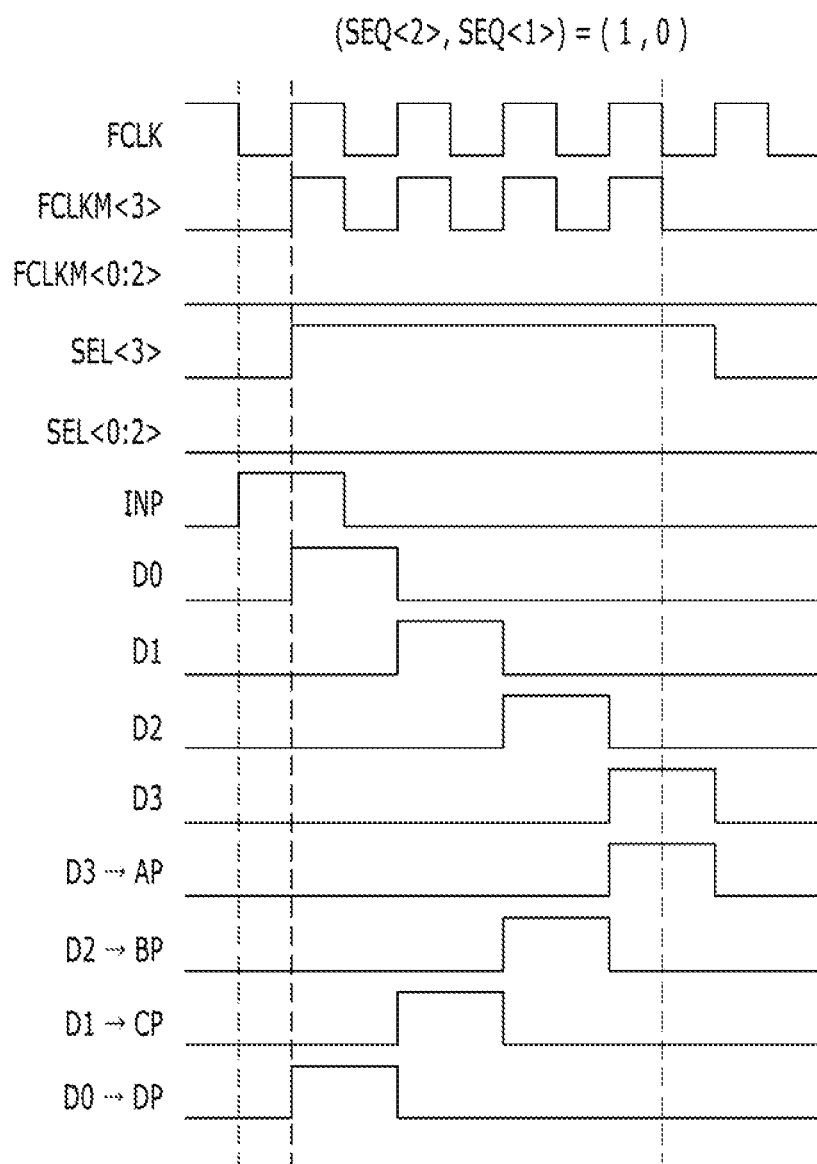 (SEQ<2>, SEQ<1>) = ( 1 , 0 )
FCLK
FCLKM<3>
FCLKM<0:2>
SEL<3>
SEL<0:2>
INP
D0
D1
D2
D3
D3 → AP
D2 → BP
D1 → CP
D0 → DP